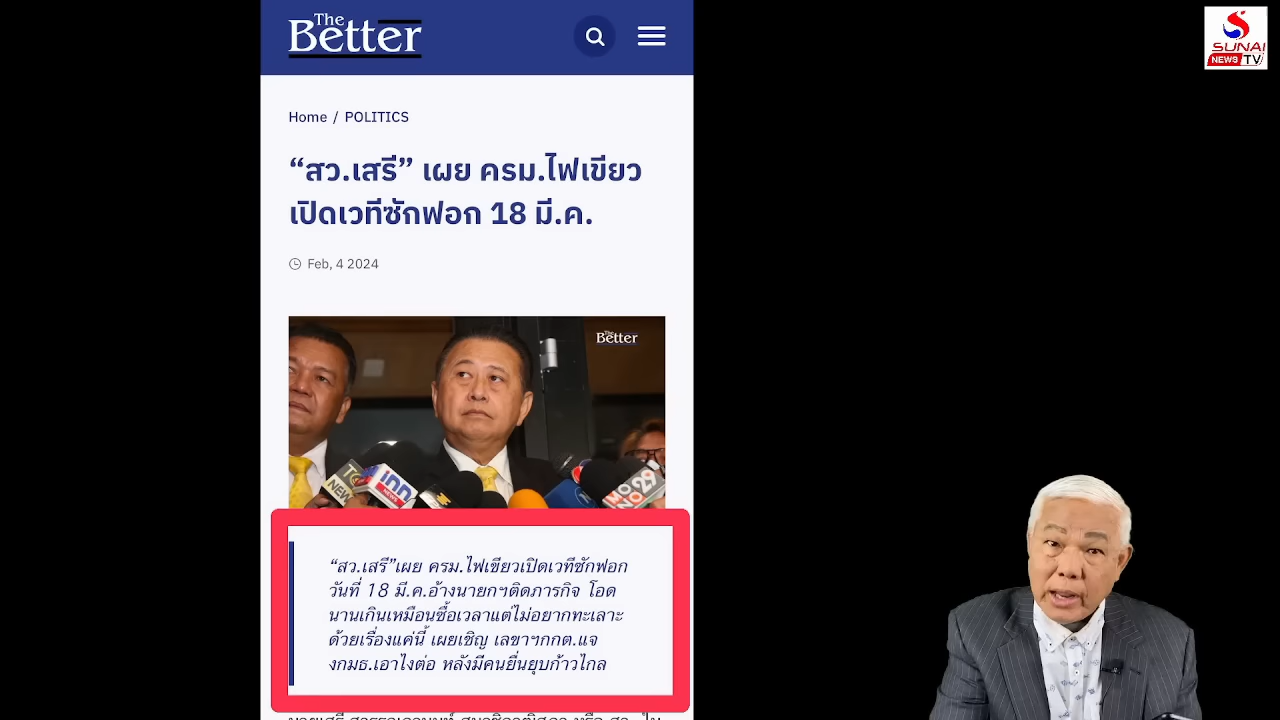 The
Better
SUNAI
NEWS TV
Home / POLITICS
“สว.เสรี” เผย ครม.ไฟเขียว
เปิดเวทีซักฟอก 18 มี.ค.
Feb, 4 2024
The
Better
inn
NEWS
MONO29
“สว.เสรี”เผย ครม.ไฟเขียวเปิดเวทีซักฟอก
วันที่ 18 มี.ค.อ้างนายกฯติดภารกิจ โอด
นานเกินเหมือนซื้อเวลาแต่ไม่อยากทะเลาะ
ด้วยเรื่องแค่นี้ เผยเชิญ เลขาฯกกต.แจ
งกมธ.เอาไงต่อ หลังมีคนยื่นยุบก้าวไกล